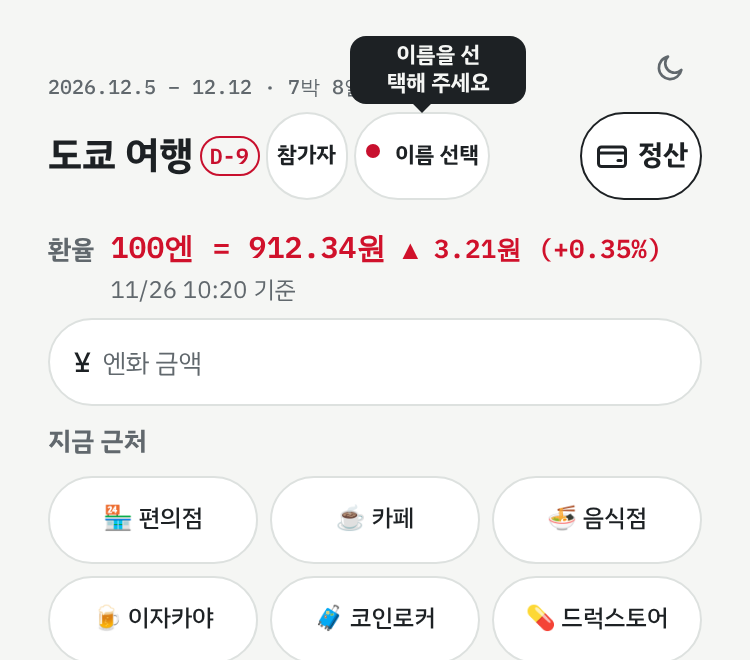 이름을 선
택해 주세요
2026.12.5 – 12.12 · 7박
도쿄 여행 D-9 참가자 이름 선택 정산
환율 100엔 = 912.34원 ▲ 3.21원 (+0.35%)
11/26 10:20 기준
¥ 엔화 금액
지금 근처
24 편의점 카페 음식점
이자카야 코인로커 드럭스토어